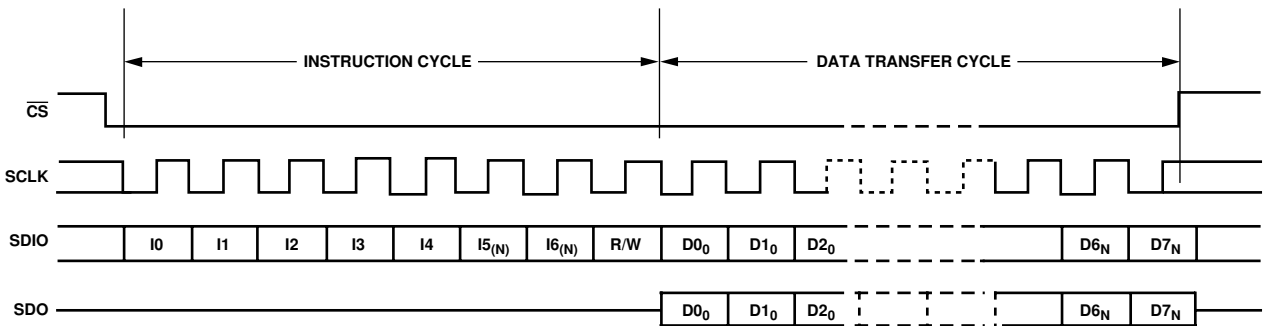 INSTRUCTION CYCLE DATA TRANSFER CYCLE
CS
SCLK
SDIO I0 I1 I2 I3 I4 I5(N) I6(N) R/W D0₀ D1₀ D2₀ D6N D7N
SDO D0₀ D1₀ D2₀ D6N D7N